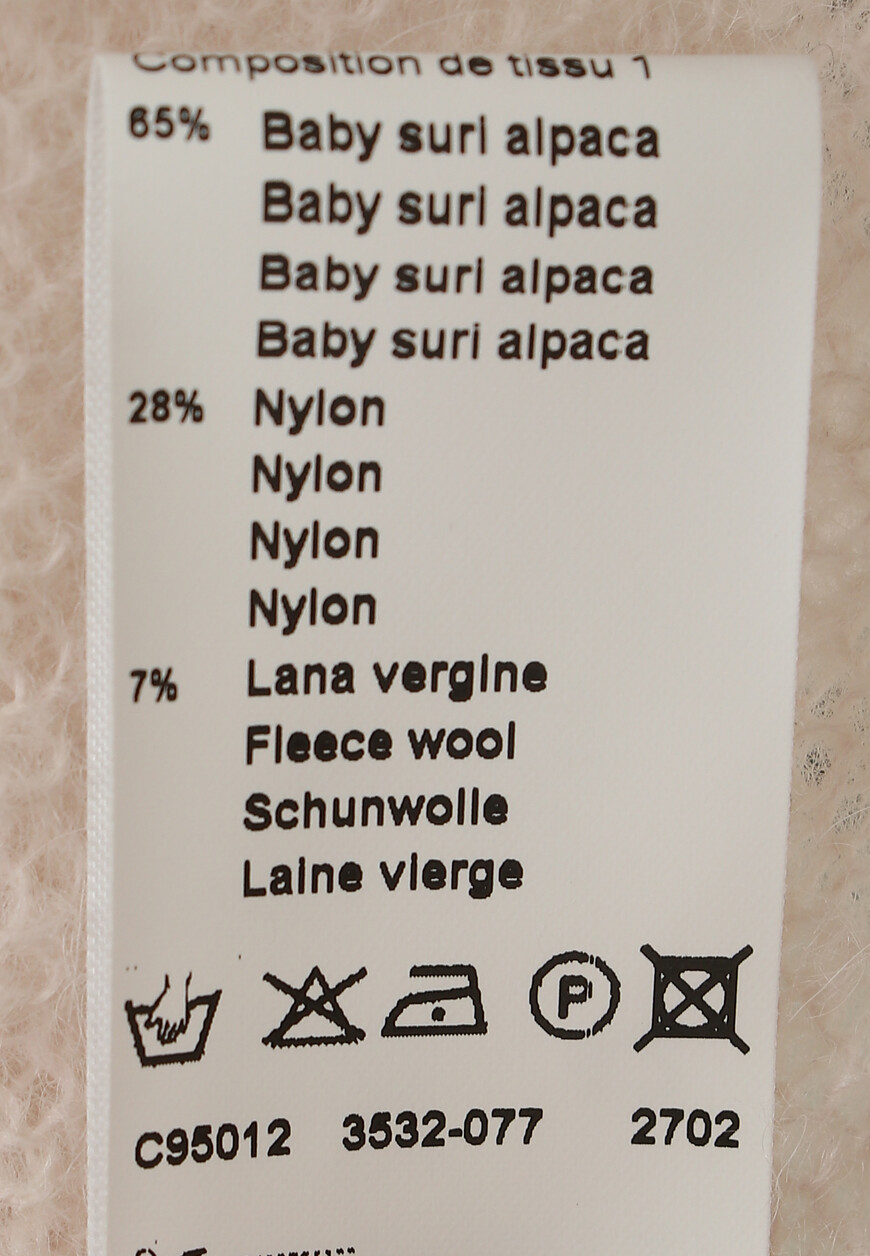 Composition de tissu 1
65% Baby suri alpaca
Baby suri alpaca
Baby suri alpaca
Baby suri alpaca
28% Nylon
Nylon
Nylon
Nylon
7% Lana vergine
Fleece wool
Schunwolle
Laine vierge
P
C95012 3532-077 2702